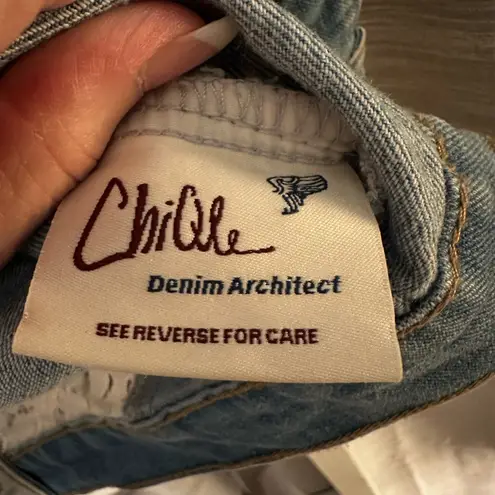 ChiQle
Denim Architect
SEE REVERSE FOR CARE